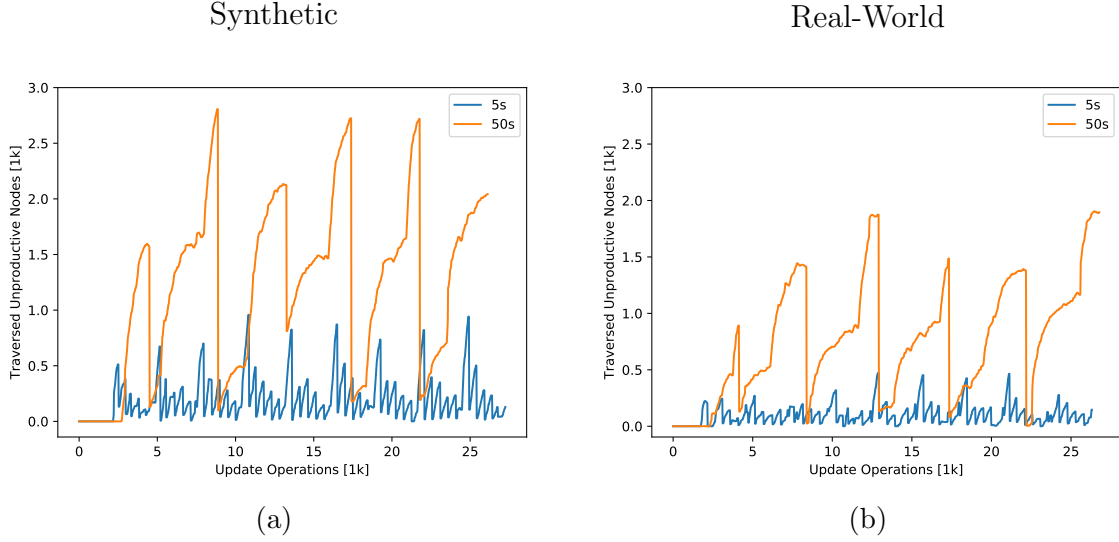 Synthetic
Real-World
3.0
2.5
2.0
1.5
1.0
0.5
0.0
Traversed Unproductive Nodes [1k]
5s
50s
0 5 10 15 20 25
Update Operations [1k]
(a)
3.0
2.5
2.0
1.5
1.0
0.5
0.0
Traversed Unproductive Nodes [1k]
5s
50s
0 5 10 15 20 25
Update Operations [1k]
(b)